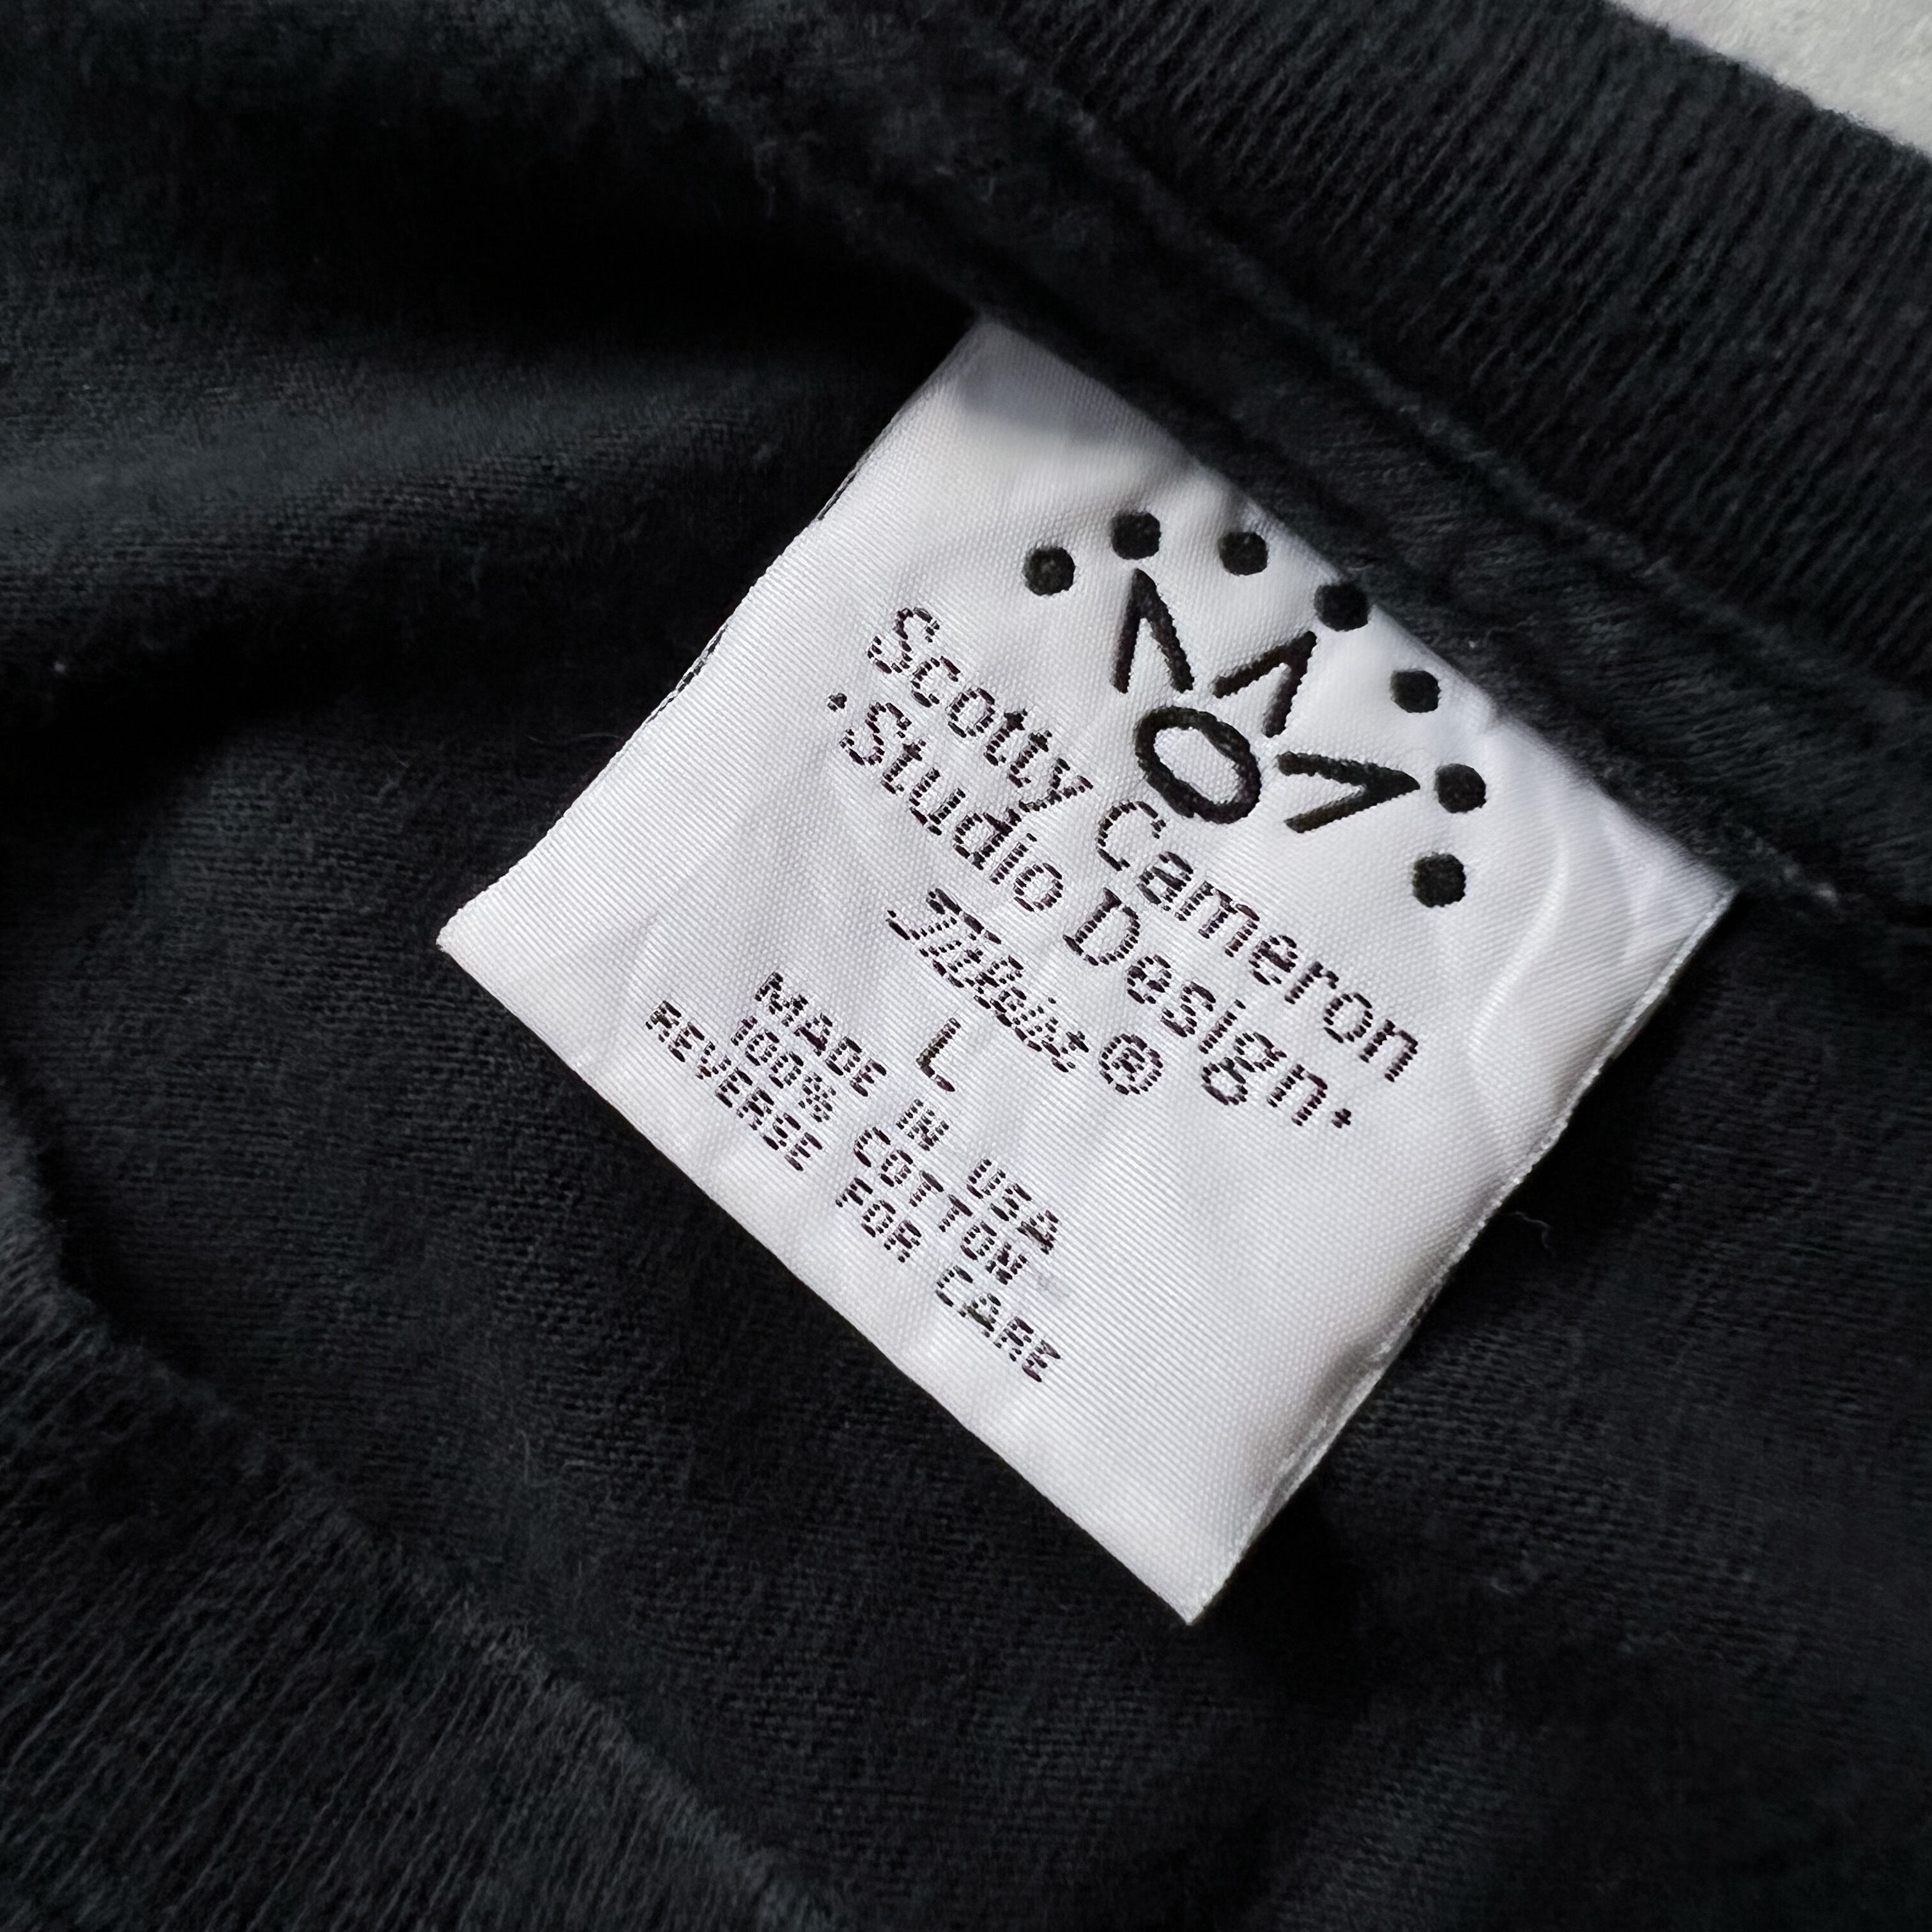 Scotty Cameron
·Studio Design·
Titleist ®
L
MADE IN USA
100% COTTON
REVERSE FOR CARE